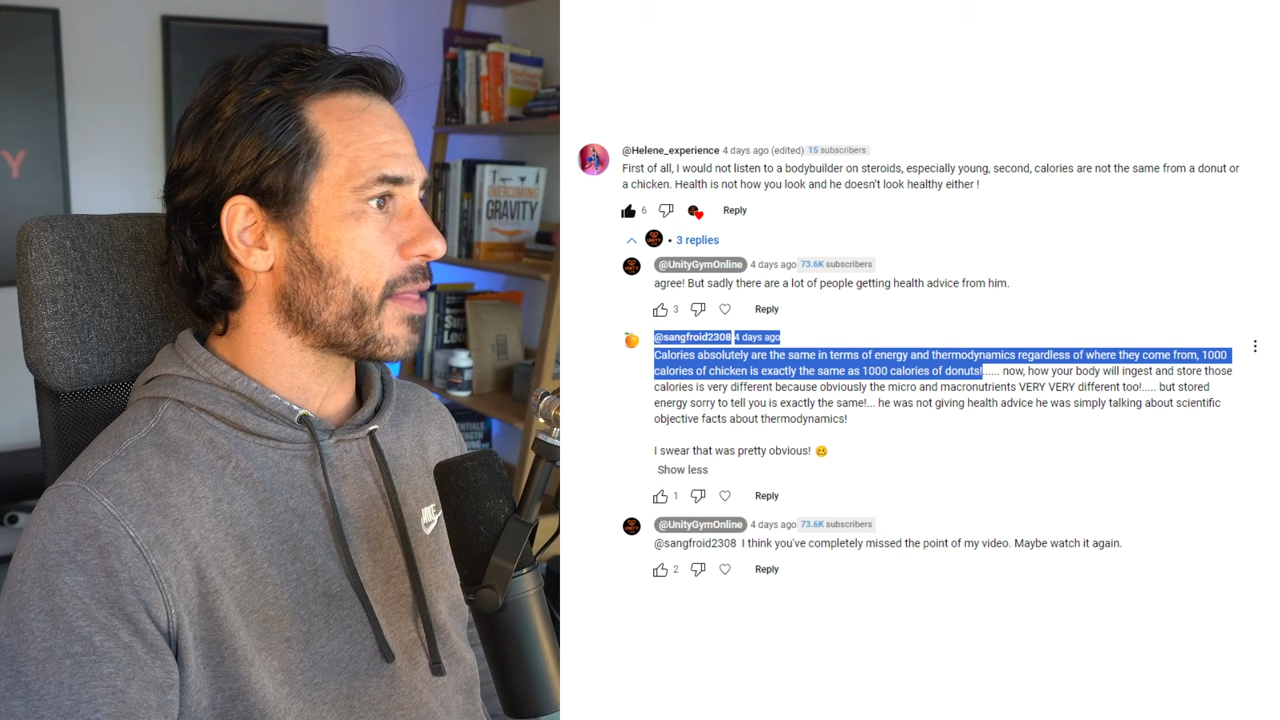 Y
OVERCOMING
GRAVITY
NIKE
@Helene_experience 4 days ago (edited) 15 subscribers
First of all, I would not listen to a bodybuilder on steroids, especially young, second, calories are not the same from a donut or
a chicken. Health is not how you look and he doesn't look healthy either !
6 Reply
UNITY • 3 replies
@UnityGymOnline 4 days ago 73.6K subscribers
agree! But sadly there are a lot of people getting health advice from him.
3 Reply
@sangfroid2308 4 days ago
Calories absolutely are the same in terms of energy and thermodynamics regardless of where they come from, 1000
calories of chicken is exactly the same as 1000 calories of donuts!...... now, how your body will ingest and store those
calories is very different because obviously the micro and macronutrients VERY VERY different too!..... but stored
energy sorry to tell you is exactly the same!... he was not giving health advice he was simply talking about scientific
objective facts about thermodynamics!
I swear that was pretty obvious! 🥴
Show less
1 Reply
@UnityGymOnline 4 days ago 73.6K subscribers
@sangfroid2308 I think you've completely missed the point of my video. Maybe watch it again.
2 Reply